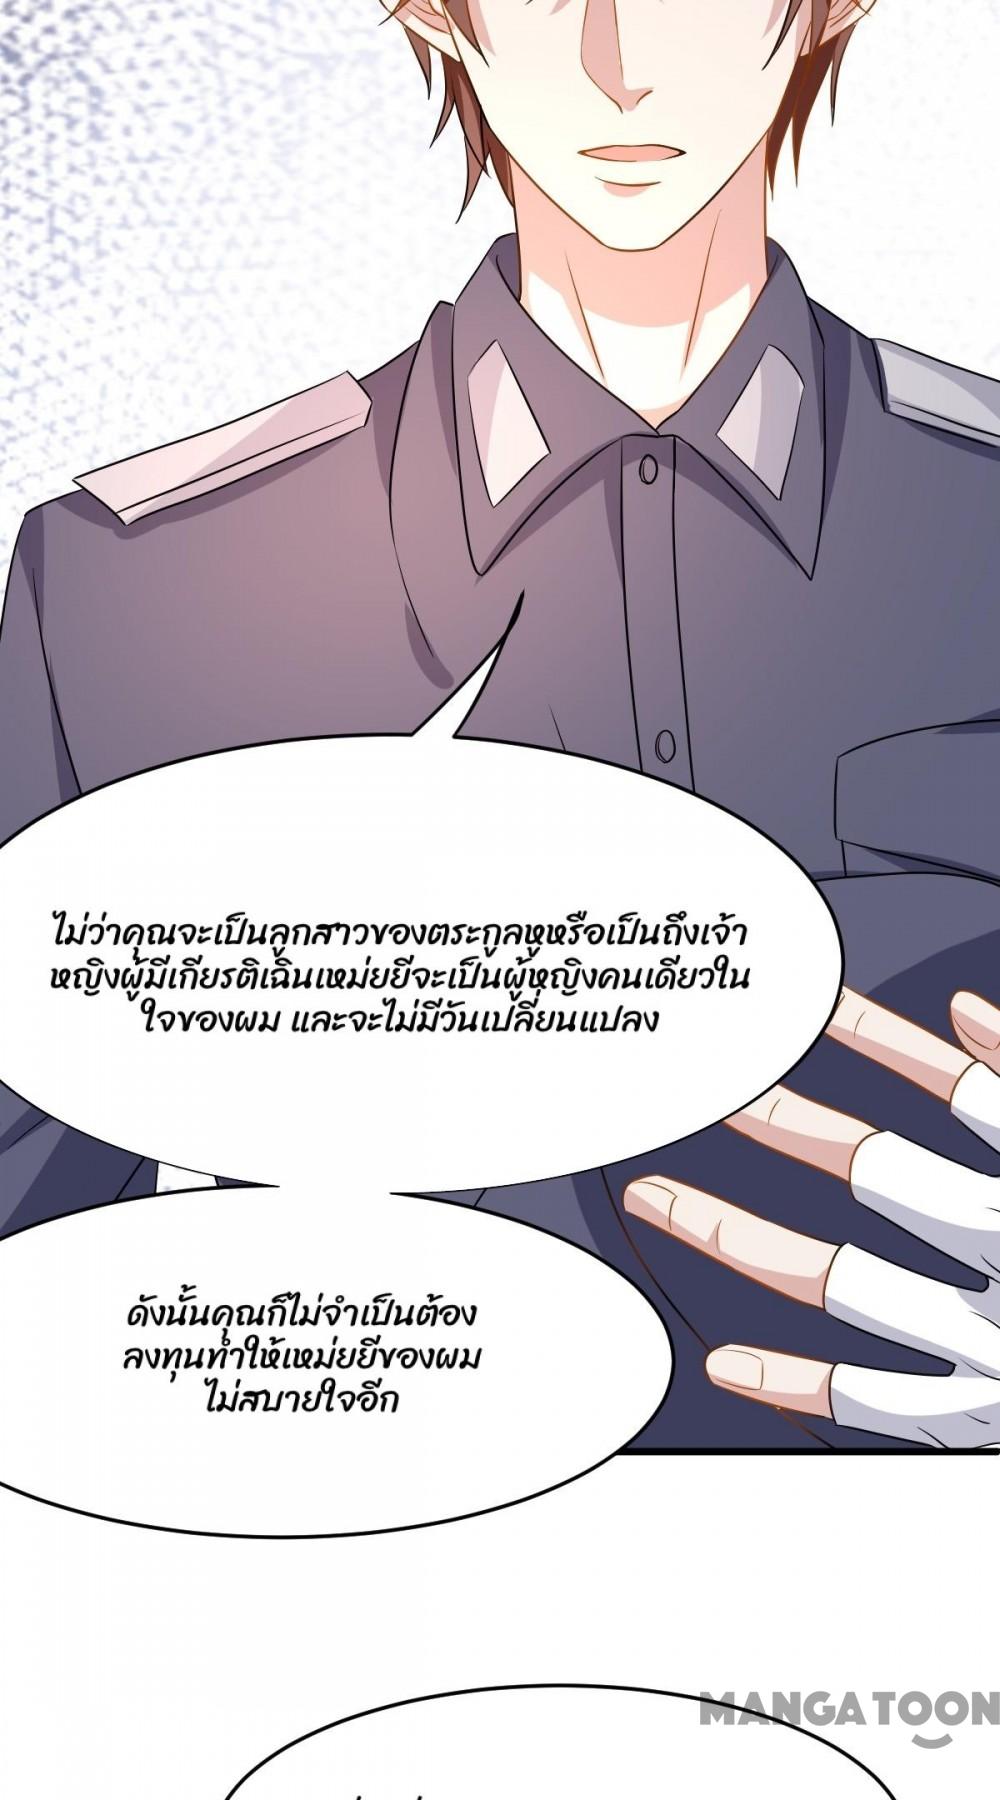 ไม่ว่าคุณจะเป็นลูกสาวของตระกูลหูหรือเป็นถึงเจ้า
หญิงผู้มีเกียรติเฉินเหม่ยยีจะเป็นผู้หญิงคนเดียวใน
ใจของผม และจะไม่มีวันเปลี่ยนแปลง
ดังนั้นคุณก็ไม่จำเป็นต้อง
ลงทุนทำให้เหม่ยยีของผม
ไม่สบายใจอีก
MANGATOON